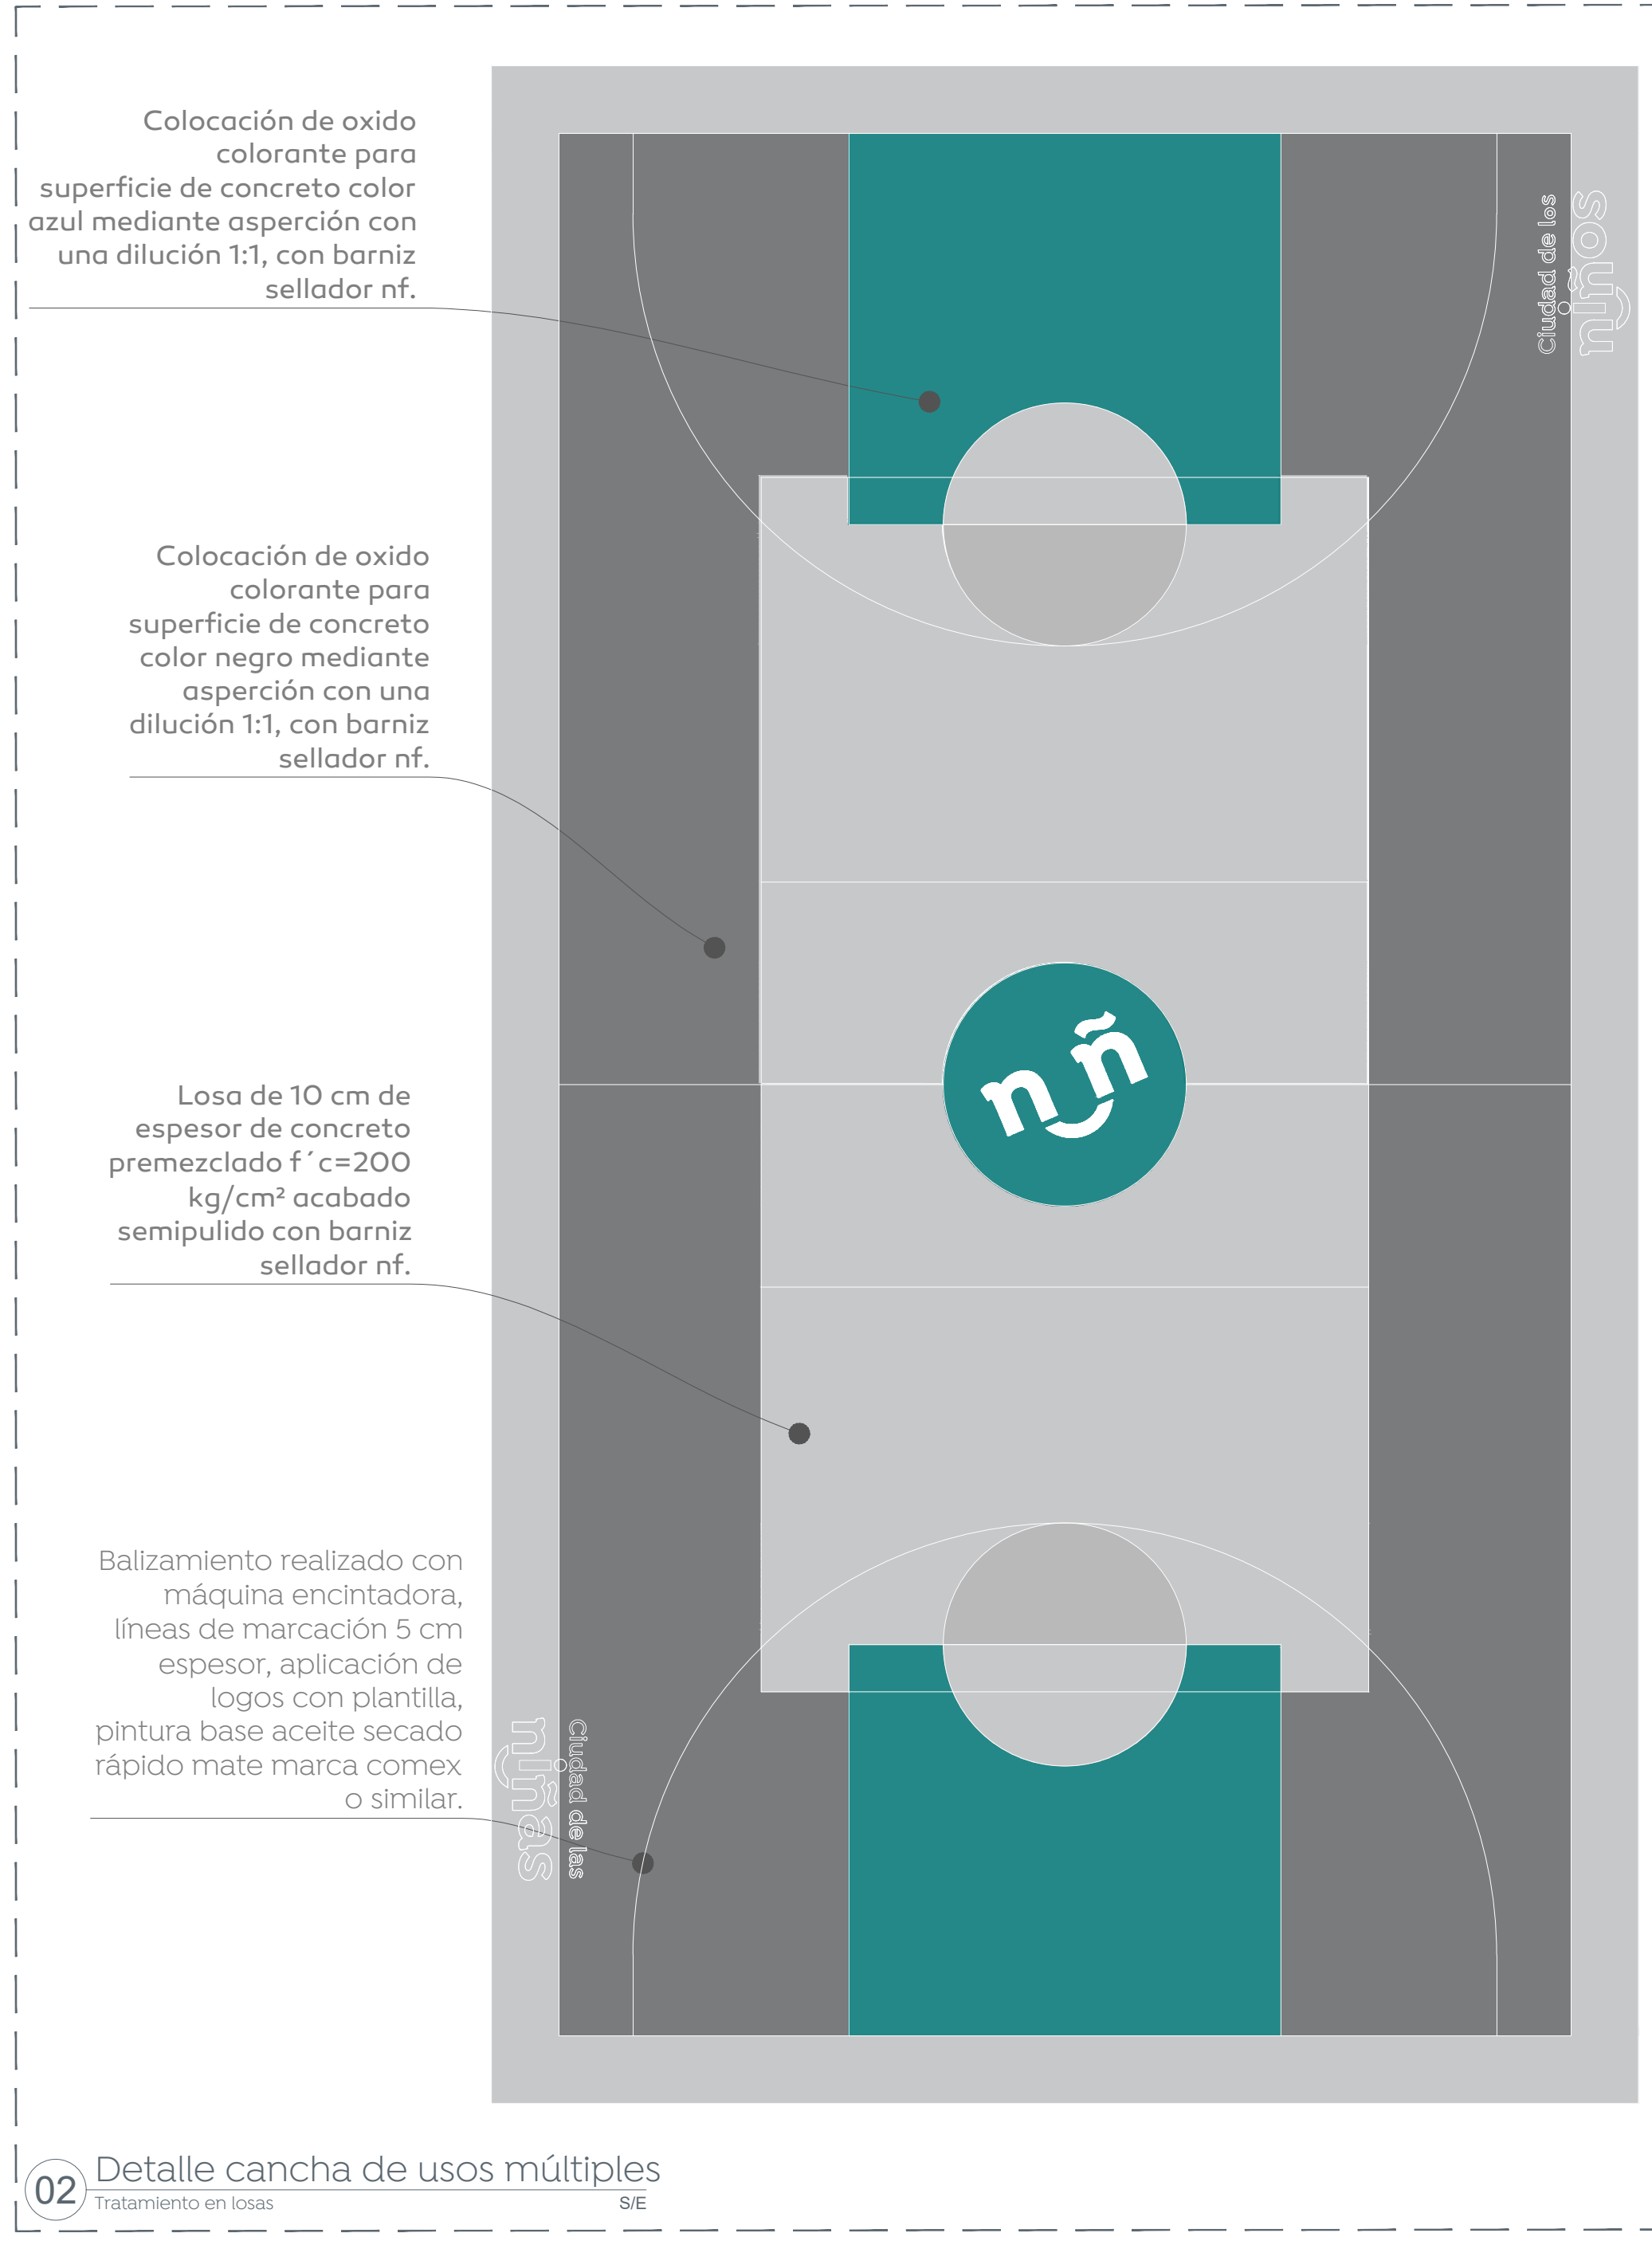 Colocación de oxido
colorante para
superficie de concreto color
azul mediante asperción con
una dilución 1:1, con barniz
sellador nf.
Ciudad de los
niños
Colocación de oxido
colorante para
superficie de concreto
color negro mediante
asperción con una
dilución 1:1, con barniz
sellador nf.
n ñ
Losa de 10 cm de
espesor de concreto
premezclado f´c=200
kg/cm² acabado
semipulido con barniz
sellador nf.
Balizamiento realizado con
máquina encintadora,
líneas de marcación 5 cm
espesor, aplicación de
logos con plantilla,
pintura base aceite secado
rápido mate marca comex
o similar.
Ciudad de las
niñas
02
Detalle cancha de usos múltiples
Tratamiento en losas
S/E